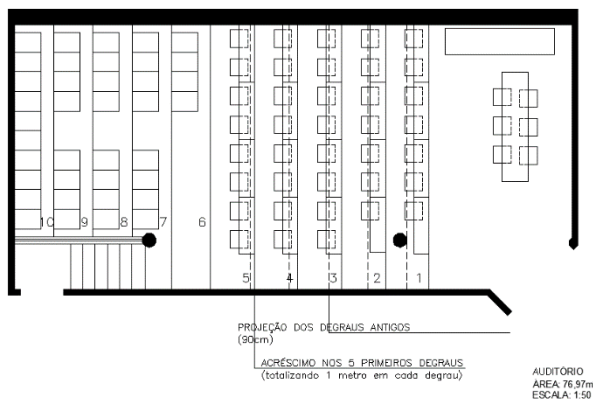 10 9 8 7 6
5 4 3 2 1
PROJEÇÃO DOS DEGRAUS ANTIGOS
(90cm)
ACRÉSCIMO NOS 5 PRIMEIROS DEGRAUS
(totalizando 1 metro em cada degrau)
AUDITÓRIO
ÁREA: 76,97m
ESCALA: 1:50